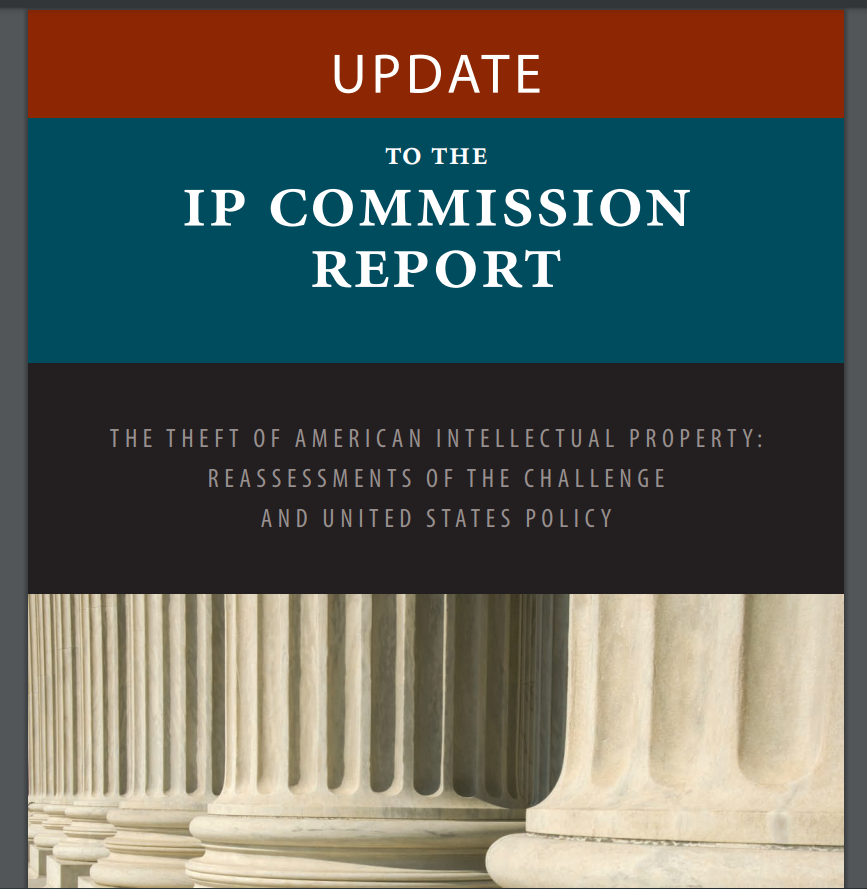 UPDATE
TO THE
IP COMMISSION
REPORT
THE THEFT OF AMERICAN INTELLECTUAL PROPERTY:
REASSESSMENTS OF THE CHALLENGE
AND UNITED STATES POLICY